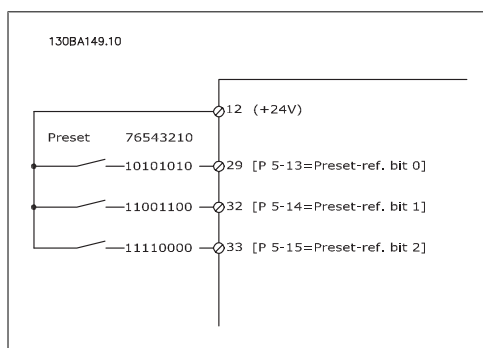 130BA149.10
12 (+24V)
Preset 76543210
10101010 29 [P 5-13=Preset-ref. bit 0]
11001100 32 [P 5-14=Preset-ref. bit 1]
11110000 33 [P 5-15=Preset-ref. bit 2]